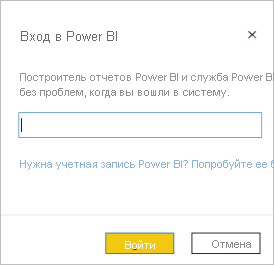 Вход в Power BI
Построитель отчетов Power BI и служба Power B
без проблем, когда вы вошли в систему.
Нужна учетная запись Power BI? Попробуйте ее б
Войти
Отмена